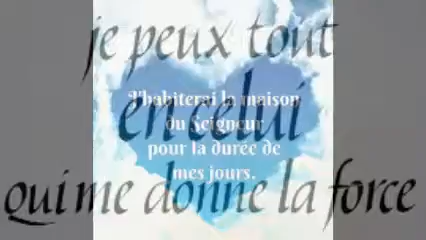 je peux tout
en celui
qui me donne la force
J'habiterai la maison
du Seigneur
pour la durée de
mes jours.